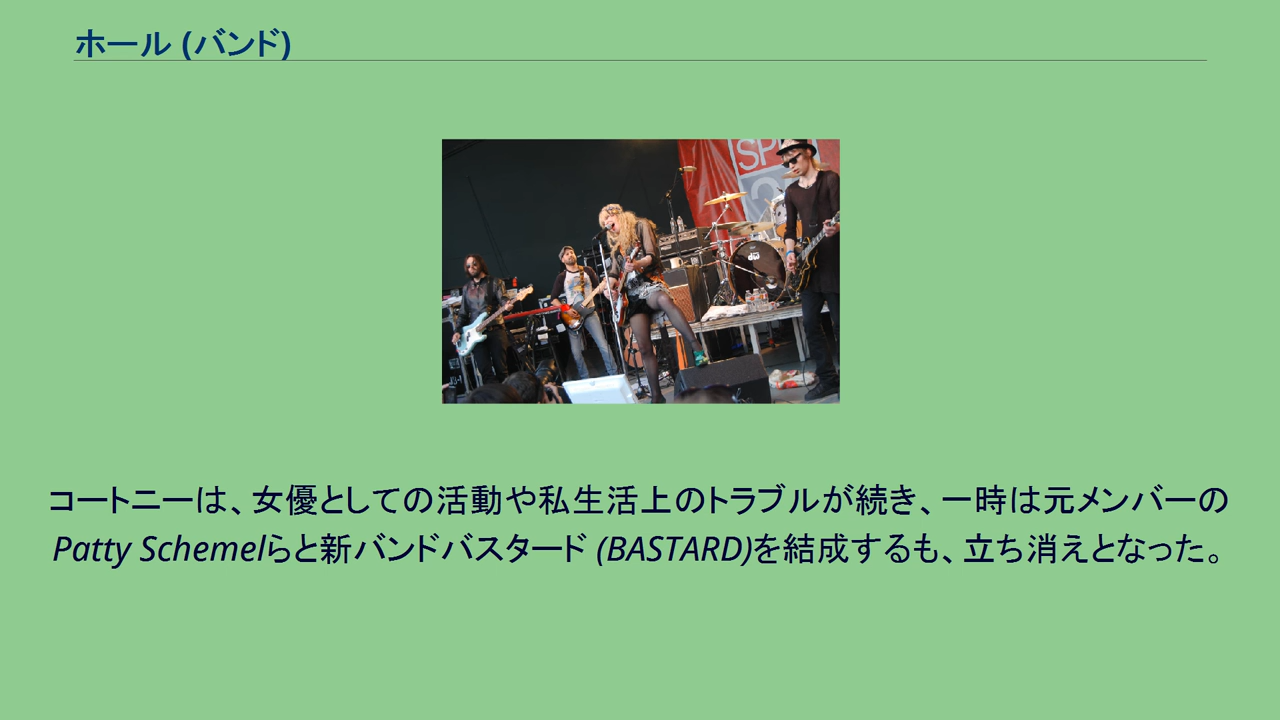 ホール (バンド)
SP
コートニーは、女優としての活動や私生活上のトラブルが続き、一時は元メンバーの
Patty Schemelらと新バンドバスタード (BASTARD)を結成するも、立ち消えとなった。